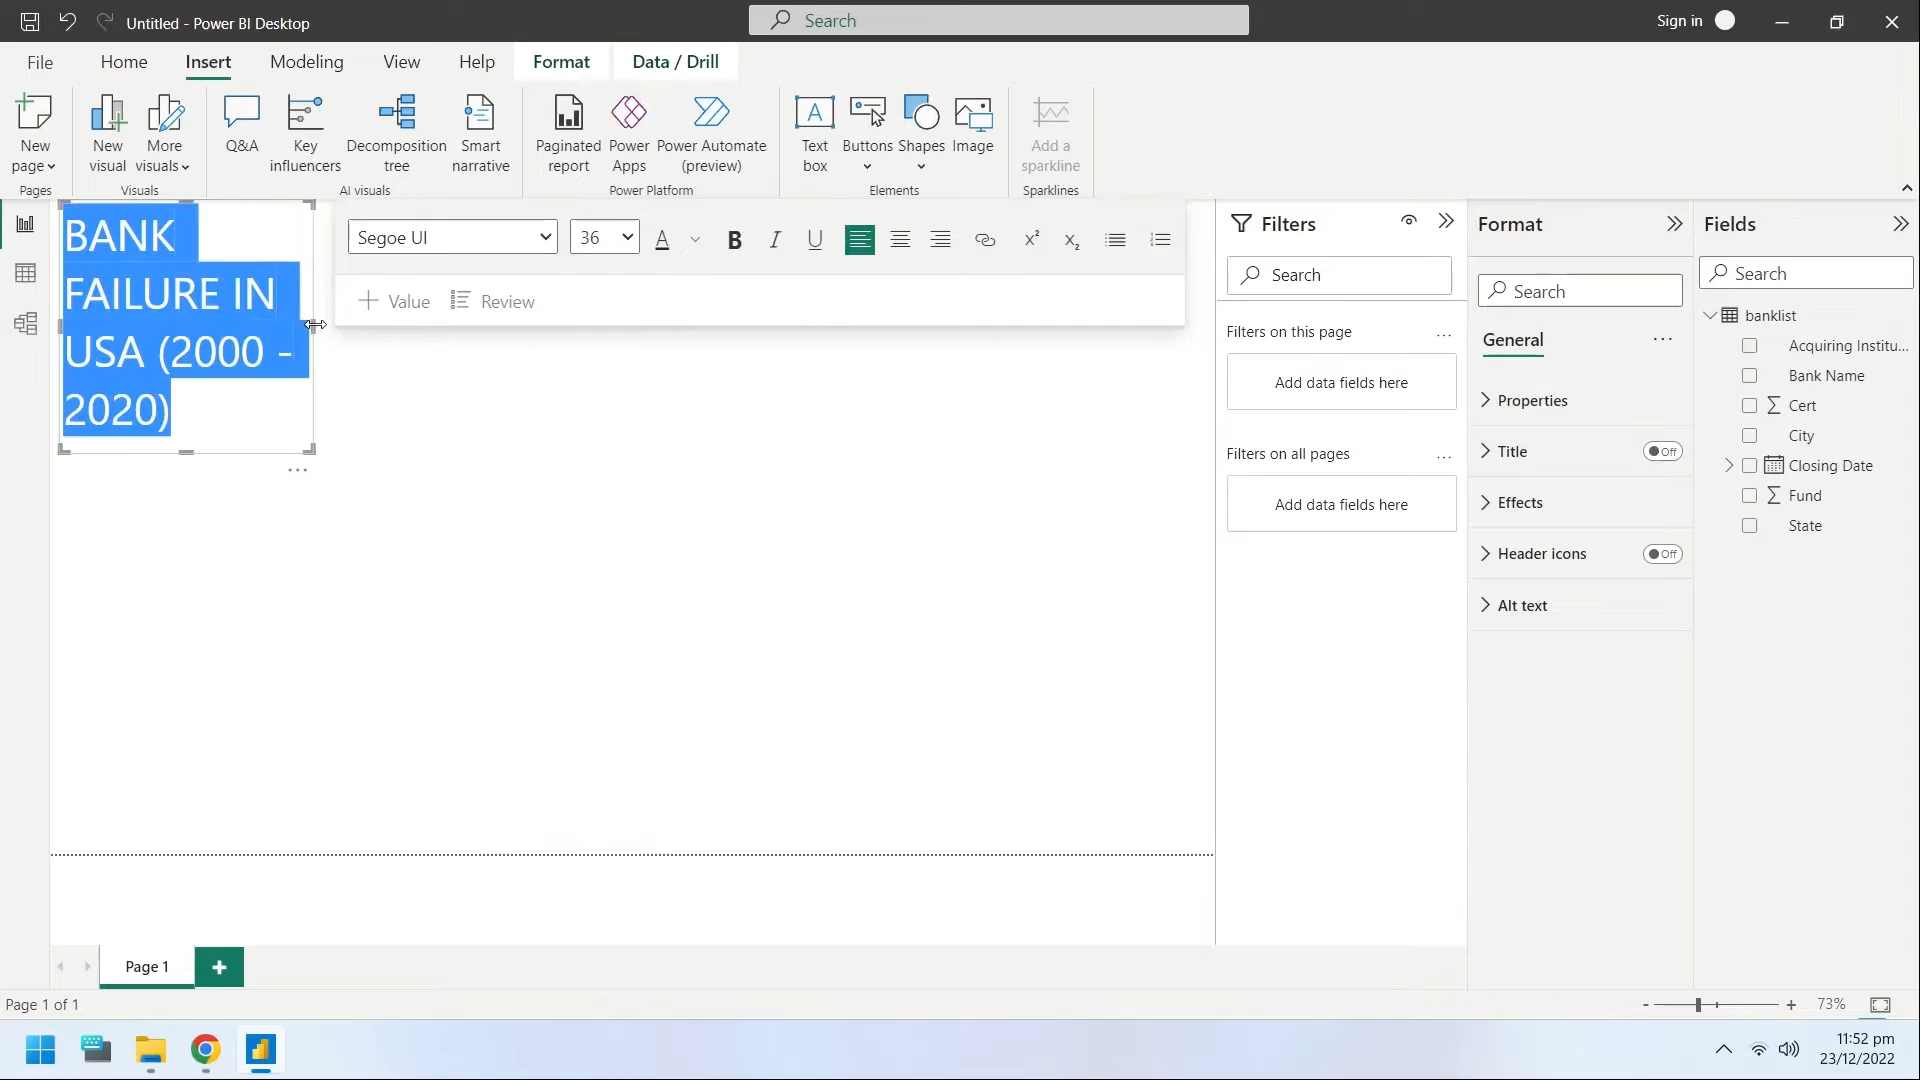 Untitled - Power BI Desktop
Search
Sign in
File
Home
Insert
Modeling
View
Help
Format
Data / Drill
New page
New visual
More visuals
Q&A
Key influencers
Decomposition tree
Smart narrative
Paginated report
Power Apps
Power Automate (preview)
Text box
Buttons
Shapes
Image
Add a sparkline
Pages
Visuals
AI visuals
Power Platform
Elements
Sparklines
BANK
FAILURE IN
USA (2000 -
2020)
Segoe UI
36
A
B
I
U
x²
x₂
Value
Review
Filters
Search
Filters on this page
...
Add data fields here
Filters on all pages
...
Add data fields here
Format
Search
General
...
Properties
Title
Off
Effects
Header icons
Off
Alt text
Fields
Search
banklist
Acquiring Institu...
Bank Name
Σ Cert
City
Closing Date
Σ Fund
State
Page 1
Page 1 of 1
- + 73%
11:52 pm
23/12/2022